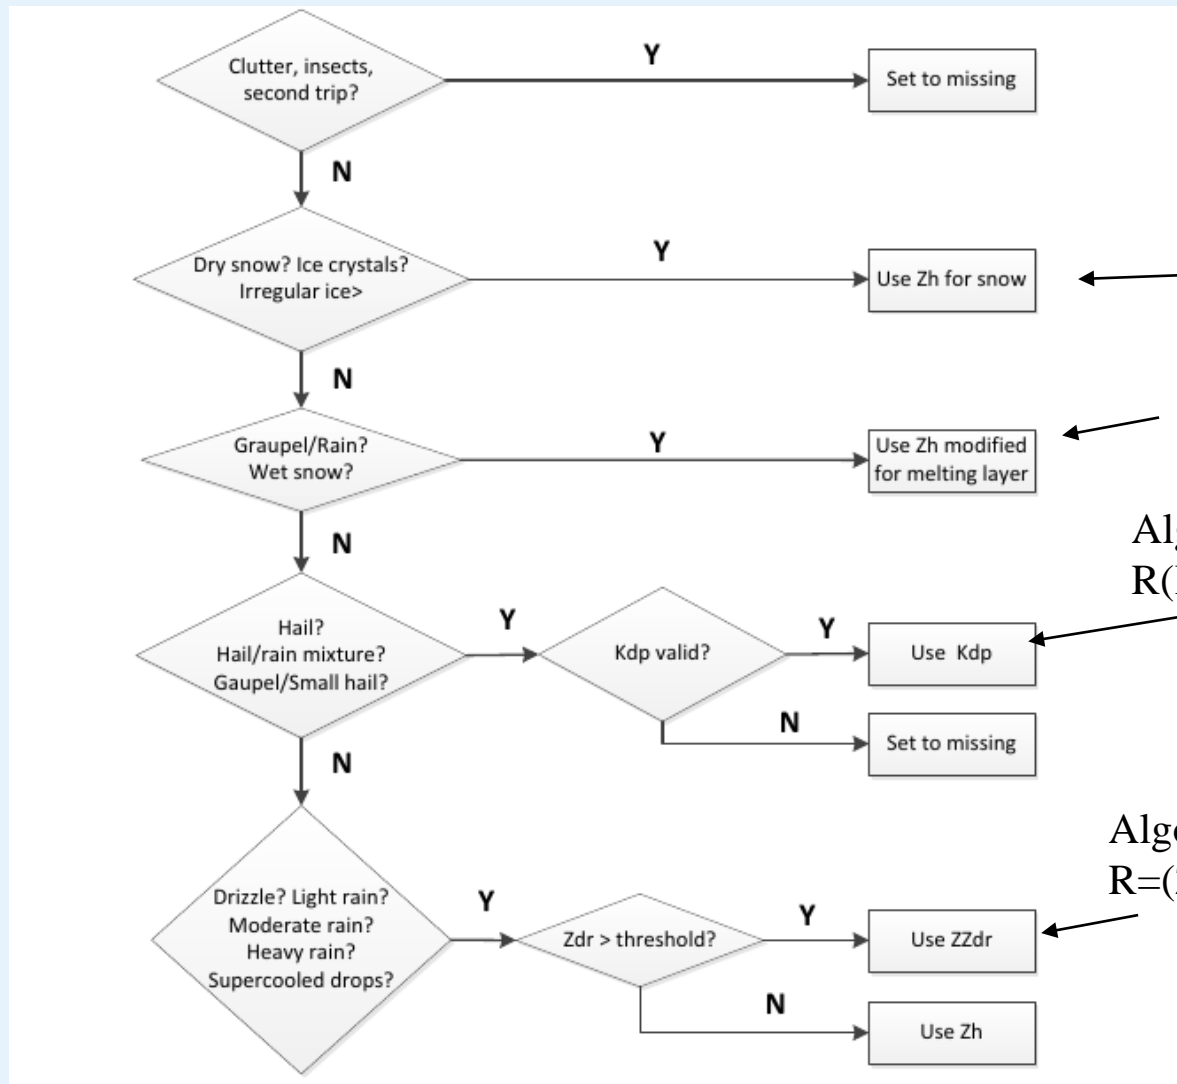 Clutter, insects,
second trip?
Y
Set to missing
N
Dry snow? Ice crystals?
Irregular ice>
Y
Use Zh for snow
N
Graupel/Rain?
Wet snow?
Y
Use Zh modified
for melting layer
N
Hail?
Hail/rain mixture?
Gaupel/Small hail?
Y
Kdp valid?
Y
Use Kdp
N
Set to missing
N
Drizzle? Light rain?
Moderate rain?
Heavy rain?
Supercooled drops?
Y
Zdr > threshold?
Y
Use ZZdr
N
Use Zh